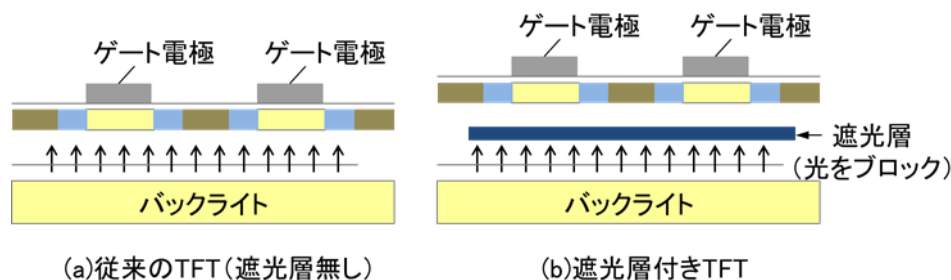 ゲート電極 ゲート電極
バックライト
(a)従来のTFT(遮光層無し)
ゲート電極 ゲート電極
遮光層
(光をブロック)
バックライト
(b)遮光層付きTFT